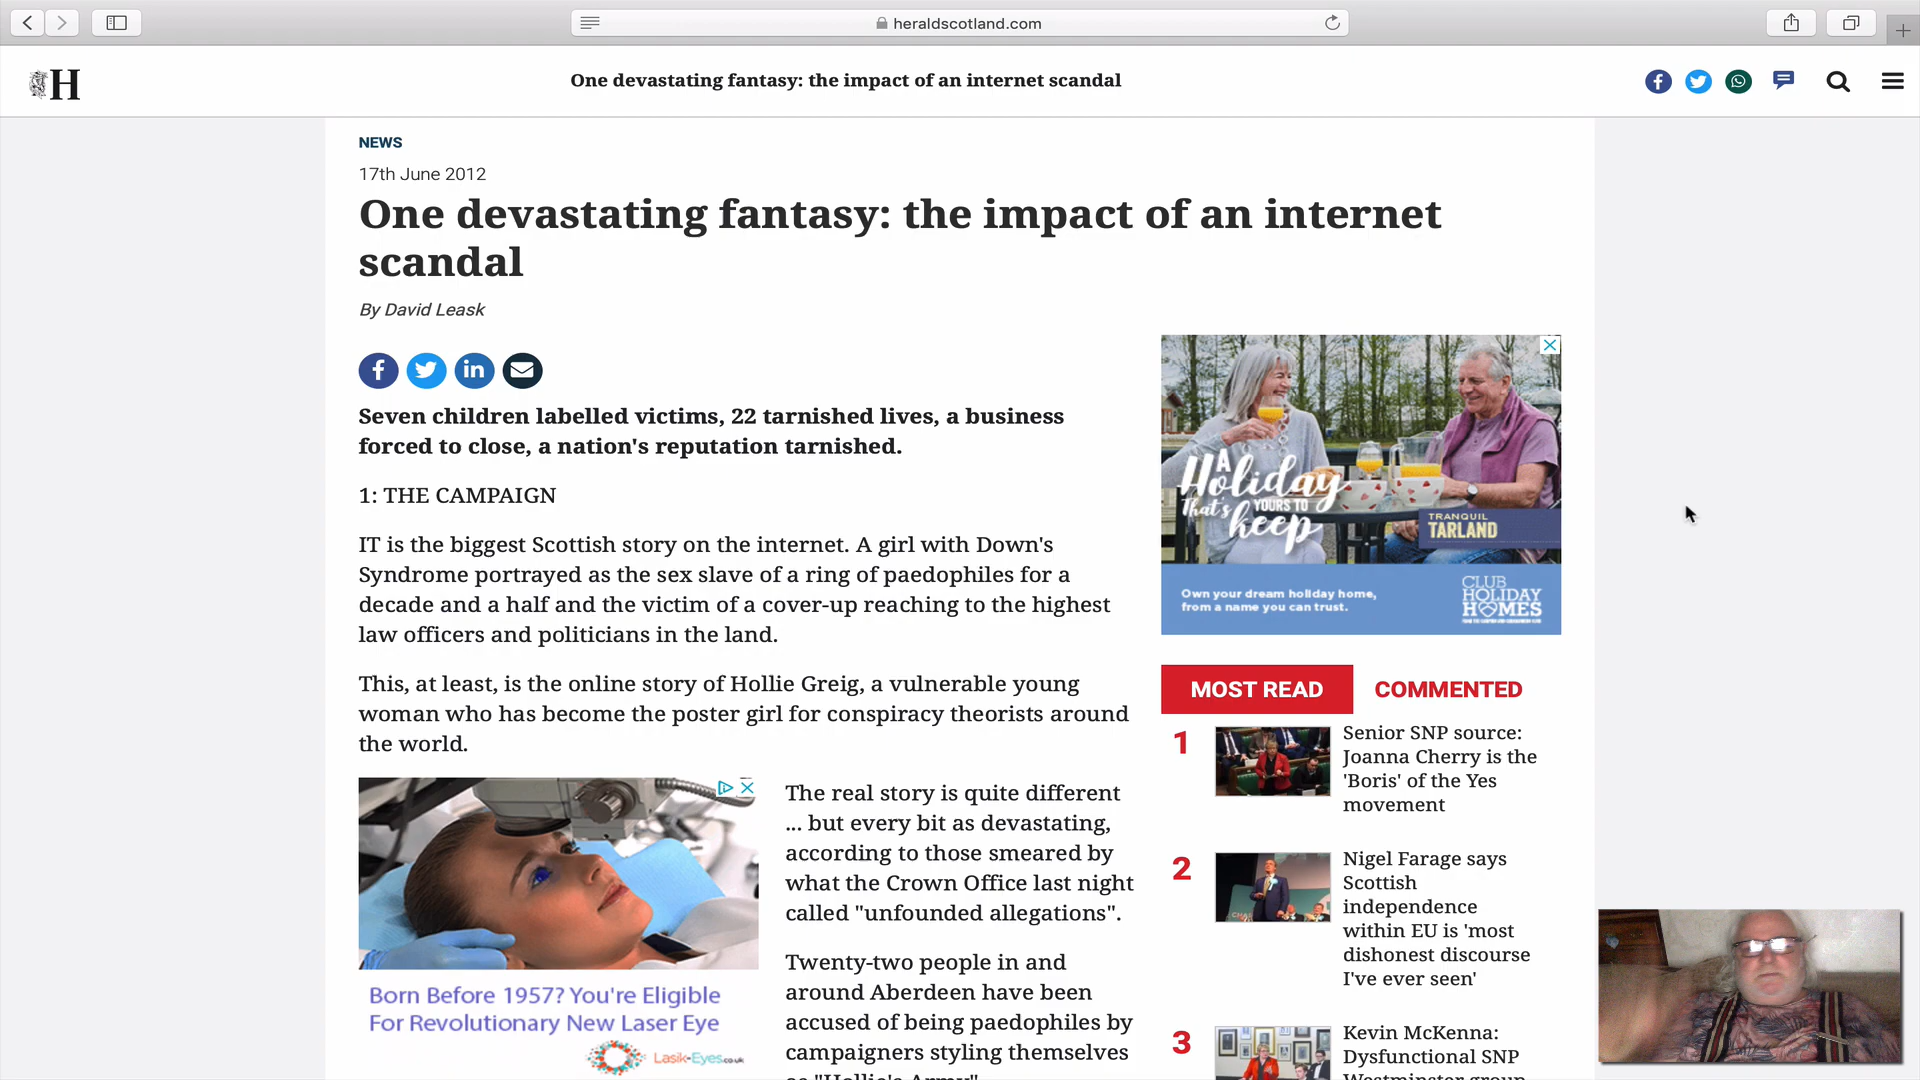 heraldscotland.com
H
One devastating fantasy: the impact of an internet scandal
NEWS
17th June 2012
One devastating fantasy: the impact of an internet
scandal
By David Leask
Seven children labelled victims, 22 tarnished lives, a business
forced to close, a nation's reputation tarnished.
1: THE CAMPAIGN
IT is the biggest Scottish story on the internet. A girl with Down's
Syndrome portrayed as the sex slave of a ring of paedophiles for a
decade and a half and the victim of a cover-up reaching to the highest
law officers and politicians in the land.
This, at least, is the online story of Hollie Greig, a vulnerable young
woman who has become the poster girl for conspiracy theorists around
the world.
The real story is quite different
... but every bit as devastating,
according to those smeared by
what the Crown Office last night
called "unfounded allegations".
Twenty-two people in and
around Aberdeen have been
accused of being paedophiles by
campaigners styling themselves
as "Hollie's Army".
Born Before 1957? You're Eligible
For Revolutionary New Laser Eye
Lasik-Eyes.co.uk
A
Holiday
That's YOURS TO
keep
TRANQUIL
TARLAND
Own your dream holiday home,
from a name you can trust.
CLUB
HOLIDAY
HOMES
MOST READ
COMMENTED
1
Senior SNP source:
Joanna Cherry is the
'Boris' of the Yes
movement
2
Nigel Farage says
Scottish
independence
within EU is 'most
dishonest discourse
I've ever seen'
3
Kevin McKenna:
Dysfunctional SNP
Westminster group